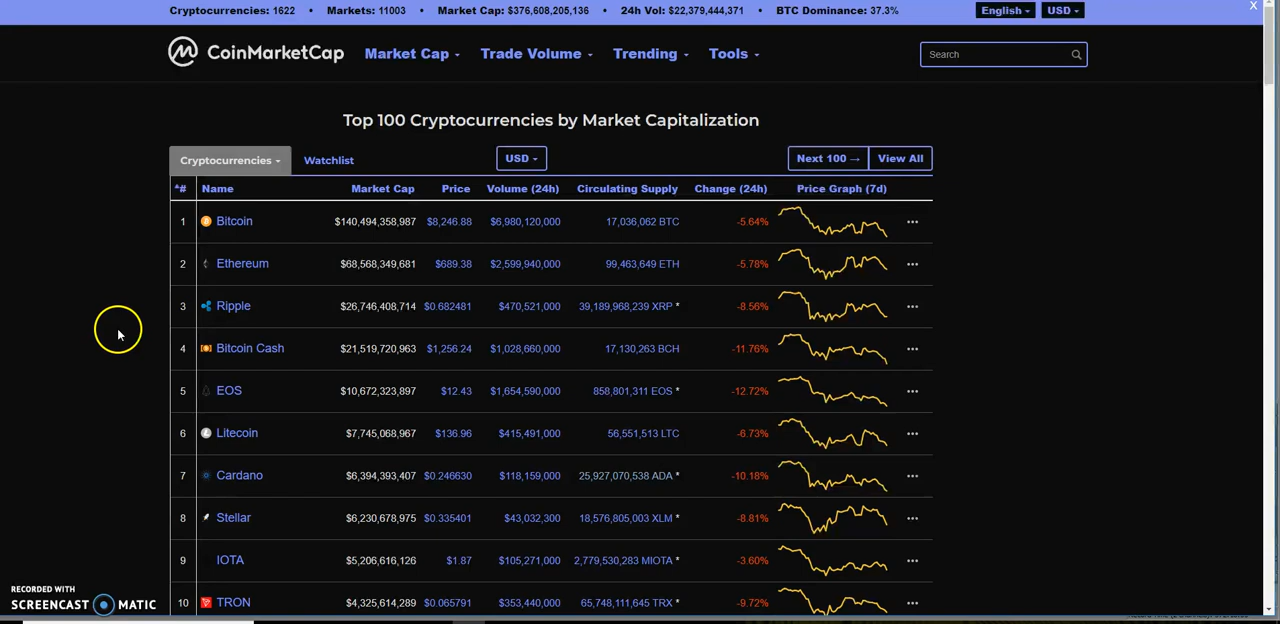 Cryptocurrencies: 1622 • Markets: 11003 • Market Cap: $376,608,205,136 • 24h Vol: $22,379,444,371 • BTC Dominance: 37.3% English USD X
CoinMarketCap Market Cap Trade Volume Trending Tools Search
Top 100 Cryptocurrencies by Market Capitalization
Cryptocurrencies Watchlist USD Next 100 → View All
# Name Market Cap Price Volume (24h) Circulating Supply Change (24h) Price Graph (7d)
1 Bitcoin $140,494,358,987 $8,246.88 $6,980,120,000 17,036,062 BTC -5.64%
2 Ethereum $68,568,349,681 $689.38 $2,599,940,000 99,463,649 ETH -5.78%
3 Ripple $26,746,408,714 $0.682481 $470,521,000 39,189,968,239 XRP * -8.56%
4 Bitcoin Cash $21,519,720,963 $1,256.24 $1,028,660,000 17,130,263 BCH -11.76%
5 EOS $10,672,323,897 $12.43 $1,654,590,000 858,801,311 EOS * -12.72%
6 Litecoin $7,745,068,967 $136.96 $415,491,000 56,551,513 LTC -6.73%
7 Cardano $6,394,393,407 $0.246630 $118,159,000 25,927,070,538 ADA * -10.18%
8 Stellar $6,230,678,975 $0.335401 $43,032,300 18,576,805,003 XLM * -8.81%
9 IOTA $5,206,616,126 $1.87 $105,271,000 2,779,530,283 MIOTA * -3.60%
10 TRON $4,325,614,289 $0.065791 $353,440,000 65,748,111,645 TRX * -9.72%
RECORDED WITH
SCREENCAST MATIC